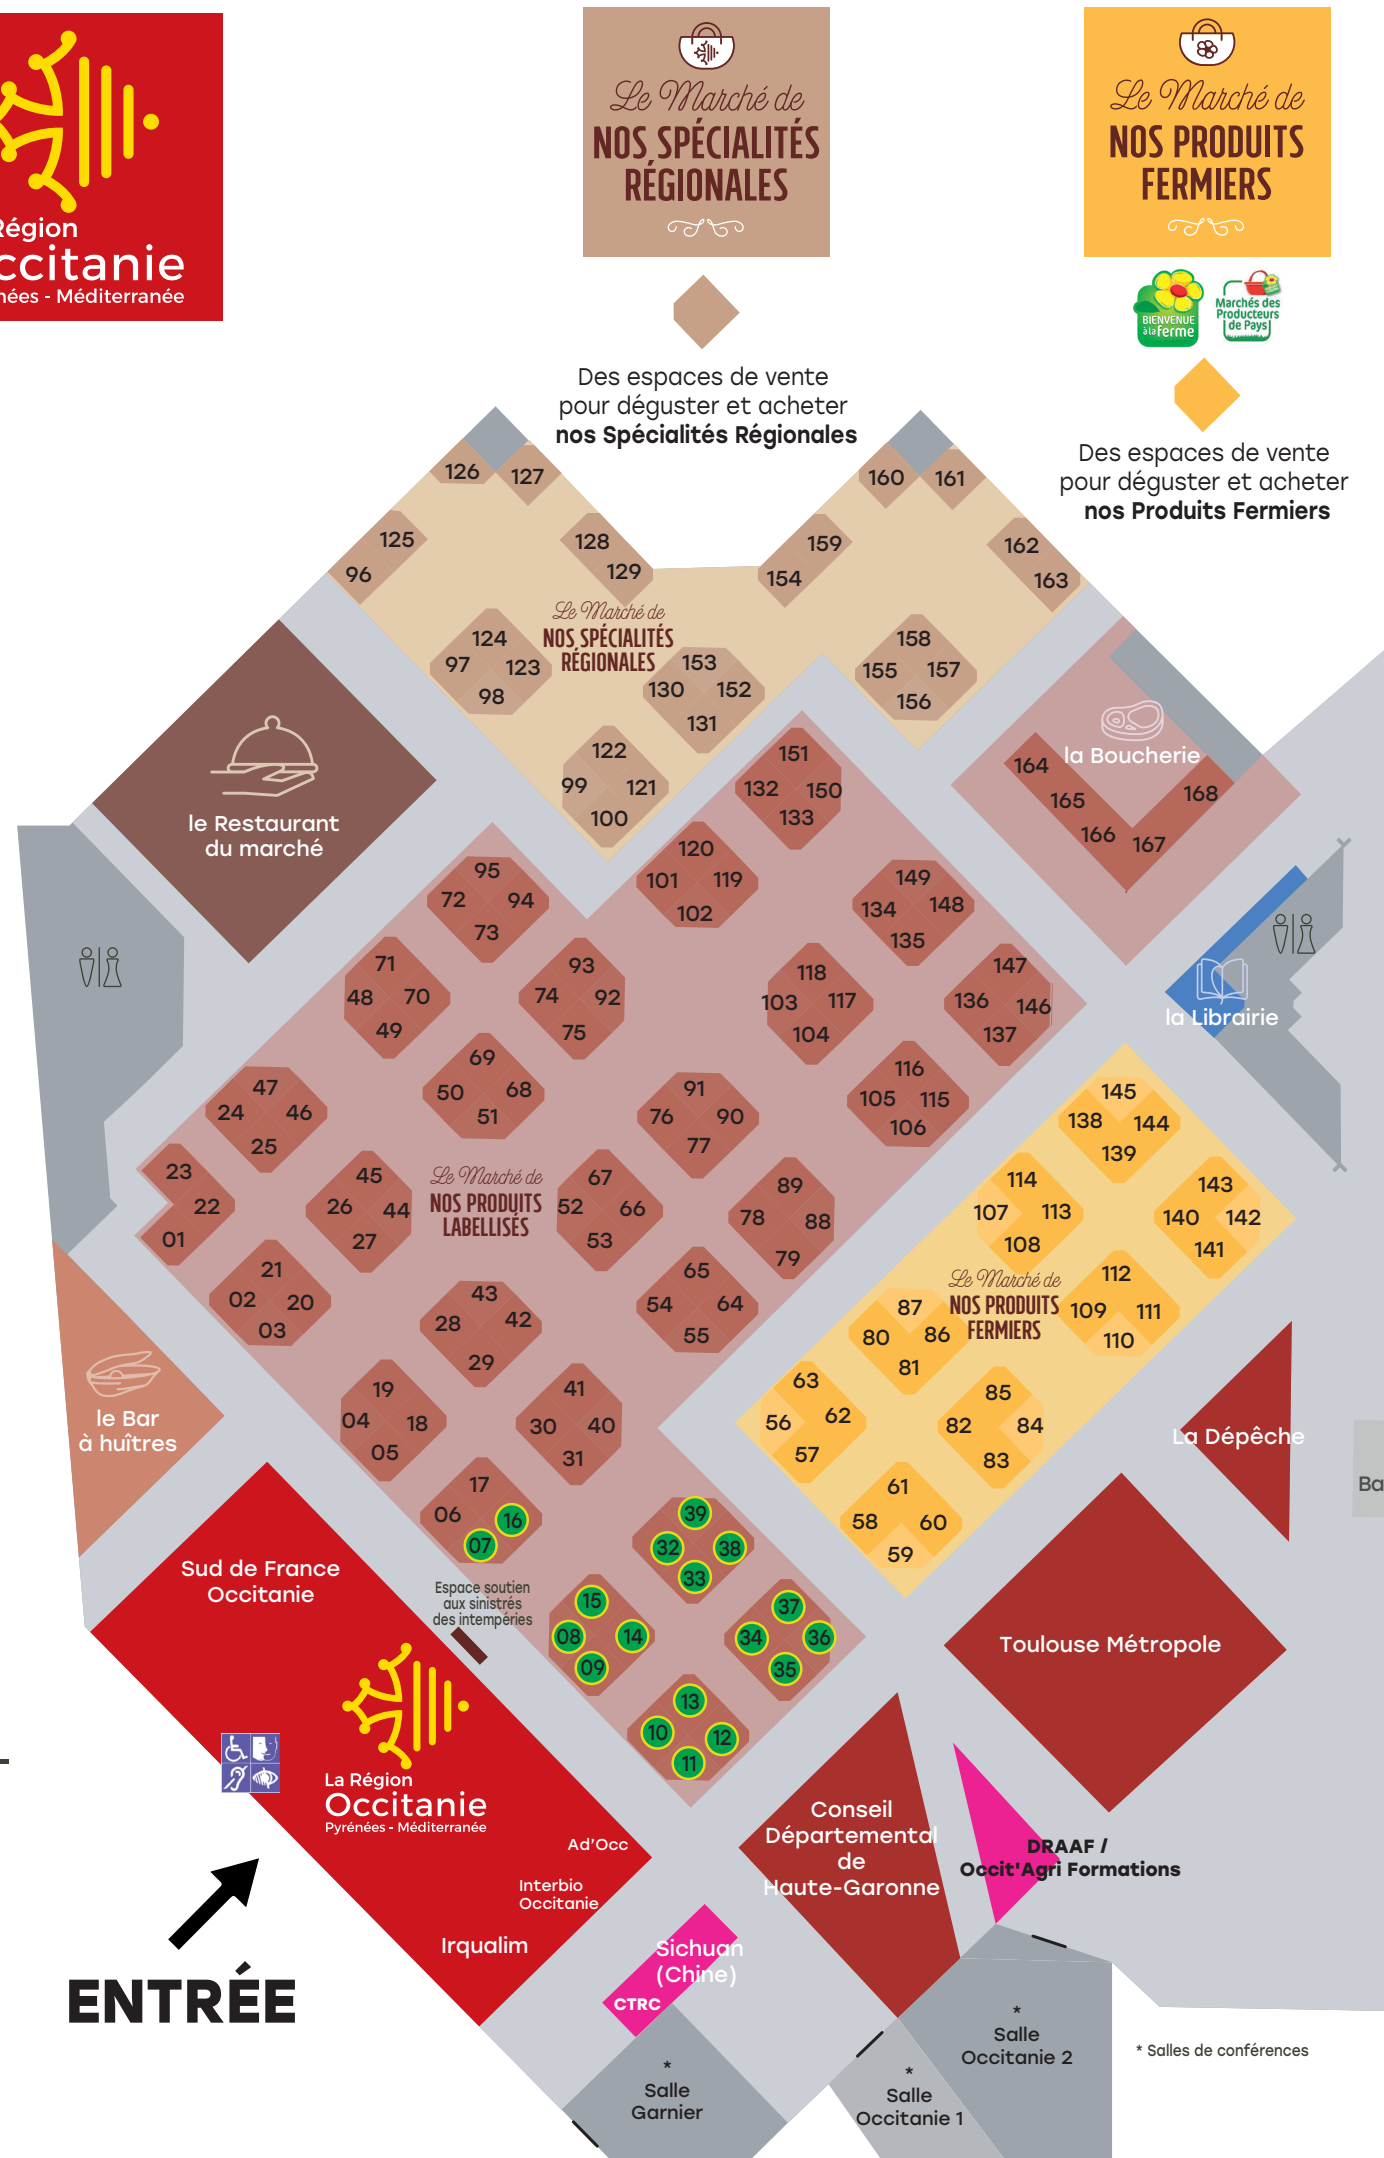 Région
ccitanie
nées - Méditerranée
Le Marché de
NOS SPÉCIALITÉS
RÉGIONALES
Le Marché de
NOS PRODUITS
FERMIERS
BIENVENUE
à la ferme
Marchés des
Producteurs
de Pays
Des espaces de vente
pour déguster et acheter
nos Spécialités Régionales
Des espaces de vente
pour déguster et acheter
nos Produits Fermiers
126 127 160 161
125 128 159 162
96 129 154 163
Le Marché de
NOS SPÉCIALITÉS
RÉGIONALES
124 153 158
97 123 130 152 155 157
98 131 156
122 151
99 121 132 150
100 133
la Boucherie
164 168
165
166 167
le Restaurant
du marché
95 120 149
72 94 101 119 134 148
73 102 135
71 93 118 147
48 70 74 92 103 117 136 146
49 75 104 137
la Librairie
69 116
50 68 105 115
51 106
47 91 145
24 46 76 90 138 144
25 77 139
23 45 67 89 114 143
22 26 44 52 66 78 88 107 113 140 142
01 27 53 79 108 141
Le Marché de
NOS PRODUITS
LABELLISÉS
21 65 112
02 20 54 64 109 111
03 55 110
Le Marché de
NOS PRODUITS
FERMIERS
43 87
28 42 80 86
29 81
le Bar
à huîtres
19 41 63 85
04 18 30 40 56 62 82 84
05 31 57 83
La Dépêche
Ba
17 39 61
06 16 32 38 58 60
07 33 59
Sud de France
Occitanie
Espace soutien
aux sinistrés
des intempéries
15 37
08 14 34 36
09 35
Toulouse Métropole
13
10 12
11
La Région
Occitanie
Pyrénées - Méditerranée
Ad'Occ
Interbio
Occitanie
Irqualim
Conseil
Départemental
de
Haute-Garonne
DRAAF /
Occit'Agri Formations
Sichuan
(Chine)
CTRC
ENTRÉE
*
Salle
Occitanie 2
* Salles de conférences
*
Salle
Garnier
*
Salle
Occitanie 1